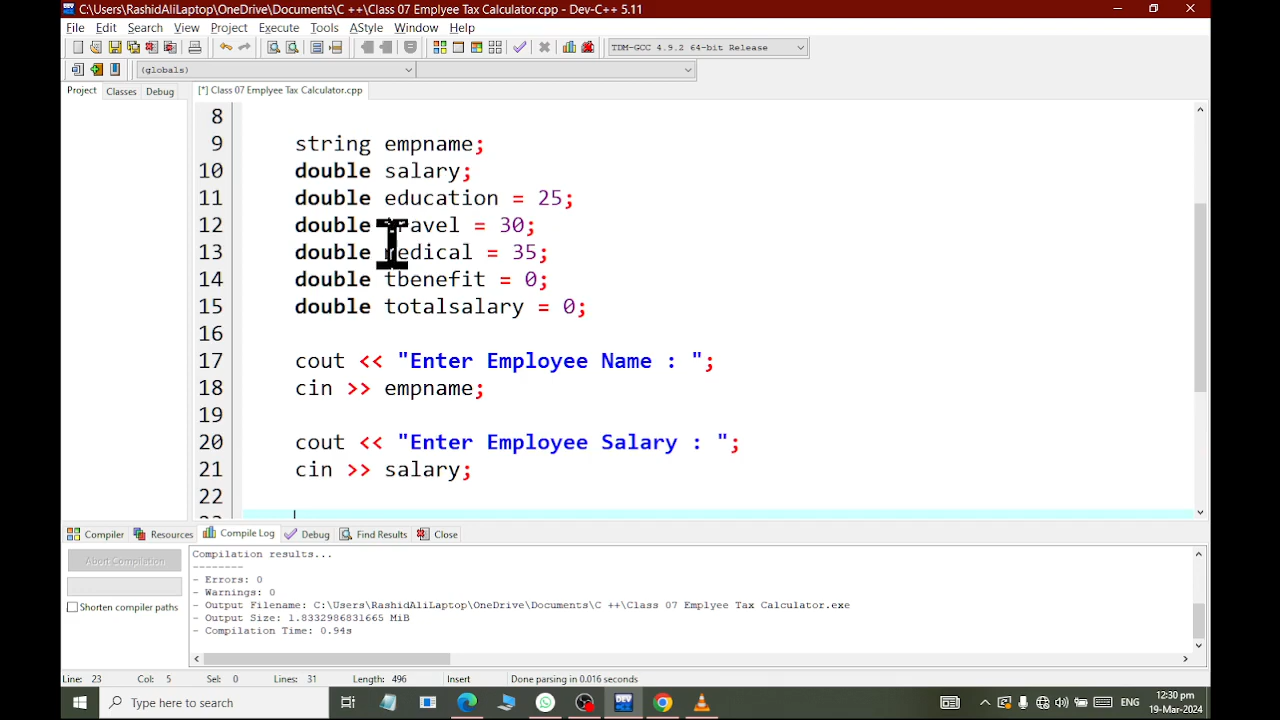 C:\Users\RashidAliLaptop\OneDrive\Documents\C ++\Class 07 Emplyee Tax Calculator.cpp - Dev-C++ 5.11
File Edit Search View Project Execute Tools AStyle Window Help
TDM-GCC 4.9.2 64-bit Release
(globals)
Project Classes Debug [*] Class 07 Emplyee Tax Calculator.cpp
8
9 string empname;
10 double salary;
11 double education = 25;
12 double = 30;
13 double = 35;
14 double tbenefit = 0;
15 double totalsalary = 0;
16
17 cout << "Enter Employee Name : ";
18 cin >> empname;
19
20 cout << "Enter Employee Salary : ";
21 cin >> salary;
22
Compiler Resources Compile Log Debug Find Results Close
Abort Compilation
Shorten compiler paths
Compilation results...
--------
- Errors: 0
- Warnings: 0
- Output Filename: C:\Users\RashidAliLaptop\OneDrive\Documents\C ++\Class 07 Emplyee Tax Calculator.exe
- Output Size: 1.8332986831665 MiB
- Compilation Time: 0.94s
Line: 23 Col: 5 Sel: 0 Lines: 31 Length: 496 Insert Done parsing in 0.016 seconds
Type here to search
ENG
12:30 pm
19-Mar-2024